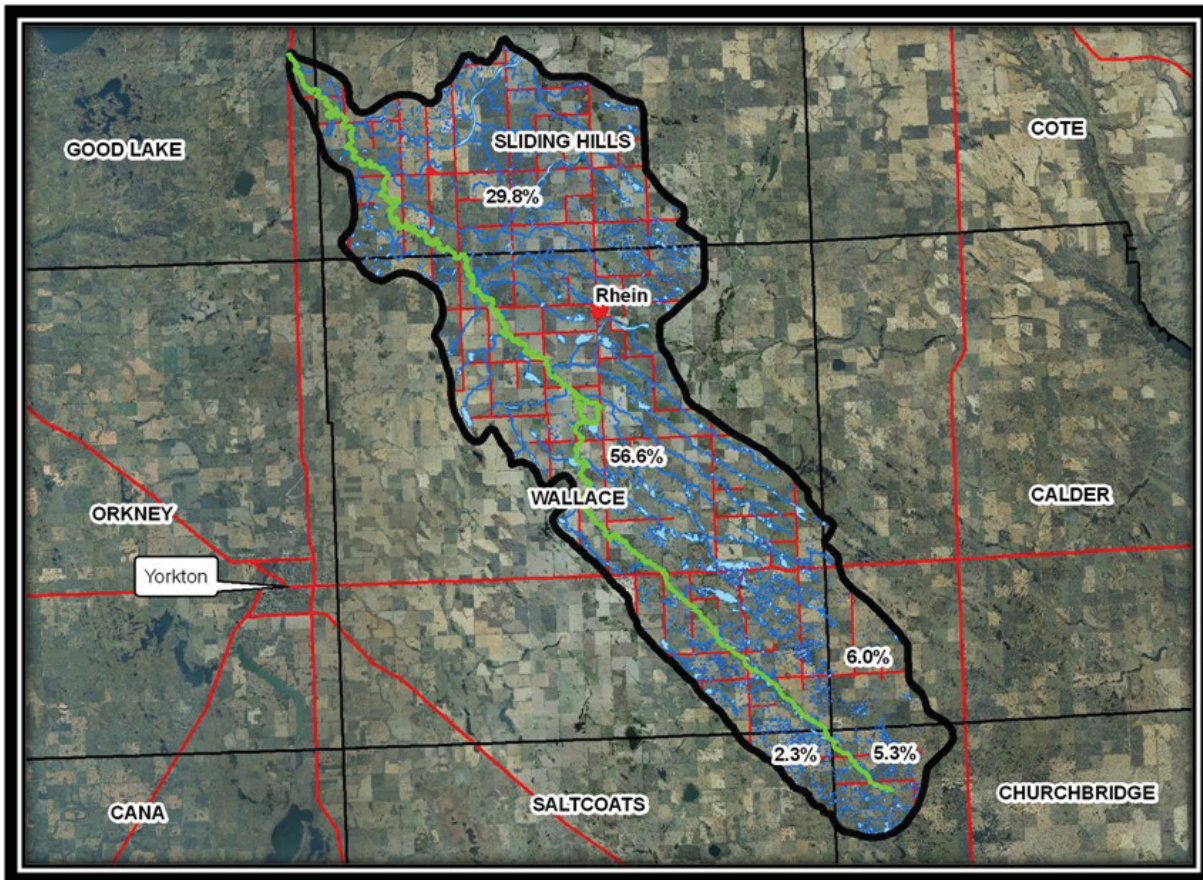 COTE
GOOD LAKE
SLIDING HILLS
29.8%
Rhein
56.6%
WALLACE
CALDER
ORKNEY
Yorkton
6.0%
2.3%
5.3%
CHURCHBRIDGE
SALTCOATS
CANA